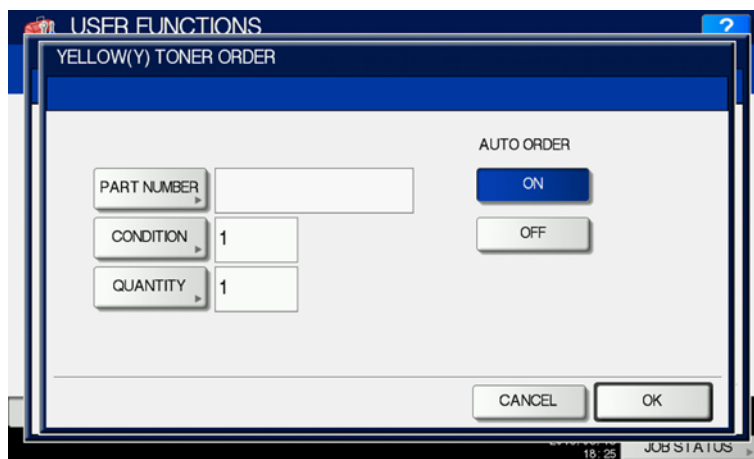 USER FUNCTIONS
?
YELLOW(Y) TONER ORDER
AUTO ORDER
PART NUMBER
ON
CONDITION
1
OFF
QUANTITY
1
CANCEL
OK
18:25
JOB STATUS